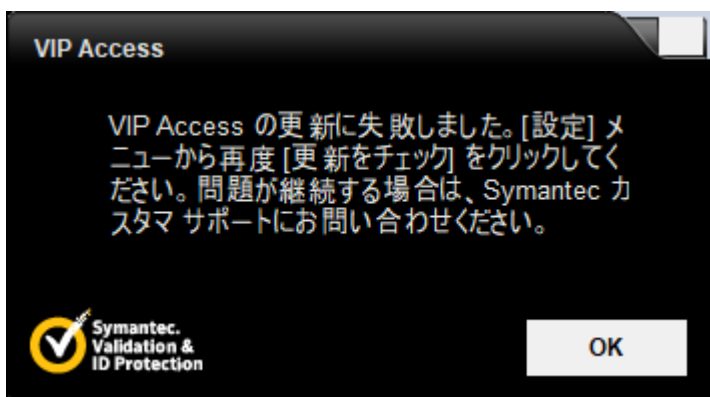 VIP Access
VIP Access の更新に失敗しました。[設定] メ
ニューから再度 [更新をチェック] をクリックしてく
ださい。問題が継続する場合は、Symantec カ
スタマ サポートにお問い合わせください。
Symantec.
Validation &
ID Protection
OK